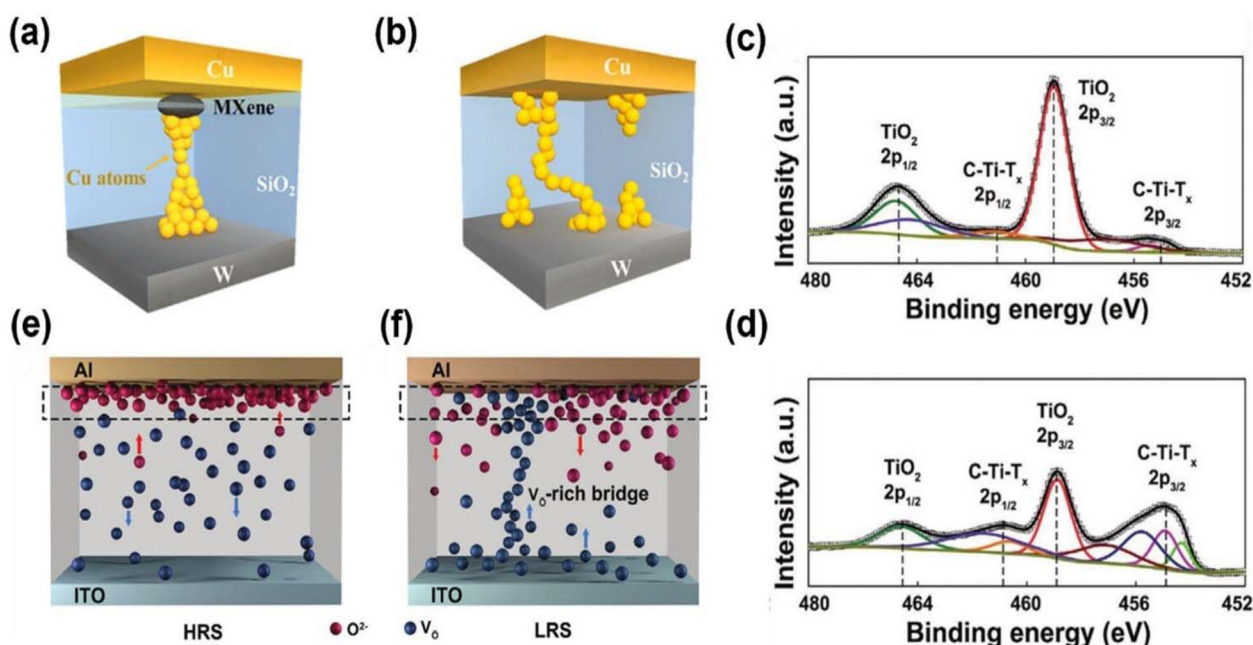 (a)
Cu
MXene
Cu atoms
SiO₂
W
(b)
Cu
SiO₂
W
(c)
Intensity (a.u.)
TiO₂
2p₁/₂
C-Ti-Tₓ
2p₁/₂
TiO₂
2p₃/₂
C-Ti-Tₓ
2p₃/₂
480 464 460 456 452
Binding energy (eV)
(d)
Intensity (a.u.)
TiO₂
2p₁/₂
C-Ti-Tₓ
2p₁/₂
TiO₂
2p₃/₂
C-Ti-Tₓ
2p₃/₂
480 464 460 454 452
Binding energy (eV)
(e)
Al
ITO
HRS
(f)
Al
Vₒ-rich bridge
ITO
LRS
O²⁻ Vₒ